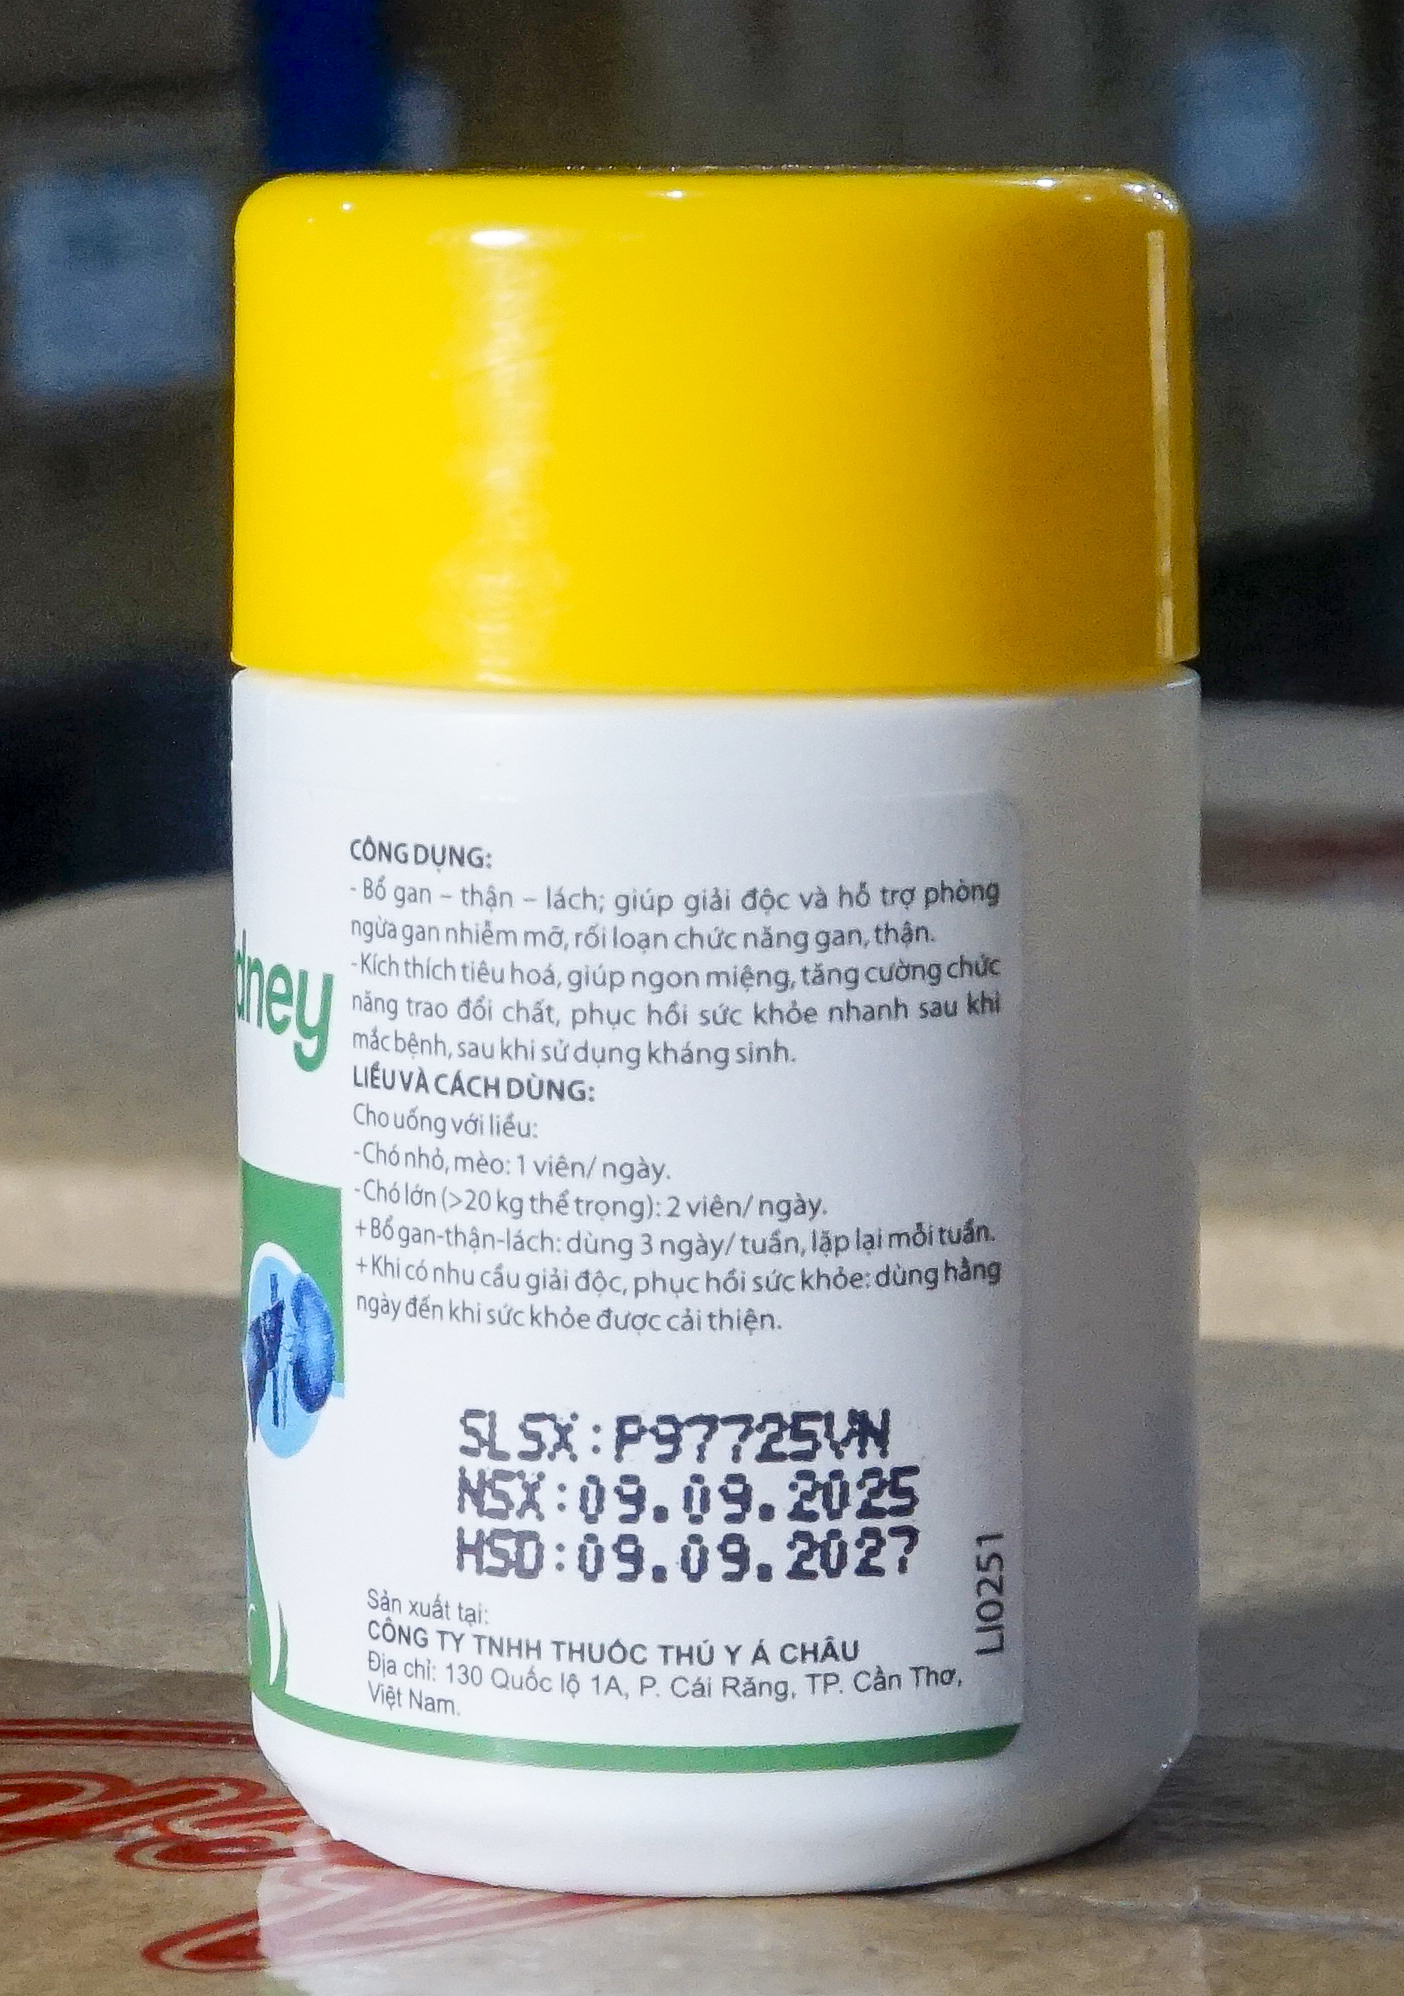 CÔNG DỤNG:
- Bổ gan – thận – lách; giúp giải độc và hỗ trợ phòng
ngừa gan nhiễm mỡ, rối loạn chức năng gan, thận.
- Kích thích tiêu hoá, giúp ngon miệng, tăng cường chức
năng trao đổi chất, phục hồi sức khỏe nhanh sau khi
mắc bệnh, sau khi sử dụng kháng sinh.
LIỀU VÀ CÁCH DÙNG:
Cho uống với liều:
- Chó nhỏ, mèo: 1 viên/ ngày.
- Chó lớn (>20 kg thể trọng): 2 viên/ ngày.
+ Bổ gan-thận-lách: dùng 3 ngày/ tuần, lặp lại mỗi tuần.
+ Khi có nhu cầu giải độc, phục hồi sức khỏe: dùng hằng
ngày đến khi sức khỏe được cải thiện.
dney
SLSX:P97725VN
NSX:09.09.2025
HSD:09.09.2027
LI0251
Sản xuất tại:
CÔNG TY TNHH THUỐC THÚ Y Á CHÂU
Địa chỉ: 130 Quốc lộ 1A, P. Cái Răng, TP. Cần Thơ,
Việt Nam.